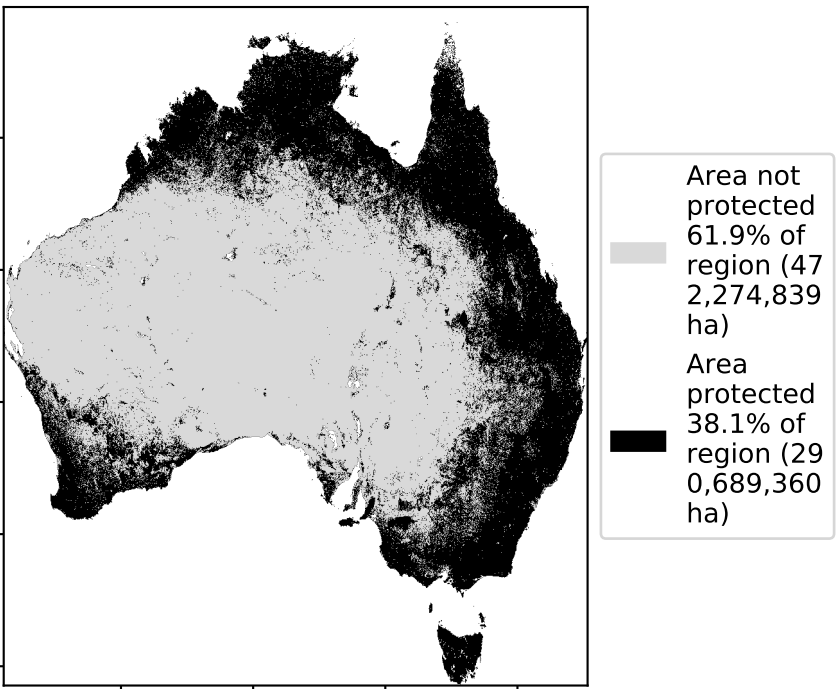 Area not
protected
61.9% of
region (47
2,274,839
ha)
Area
protected
38.1% of
region (29
0,689,360
ha)